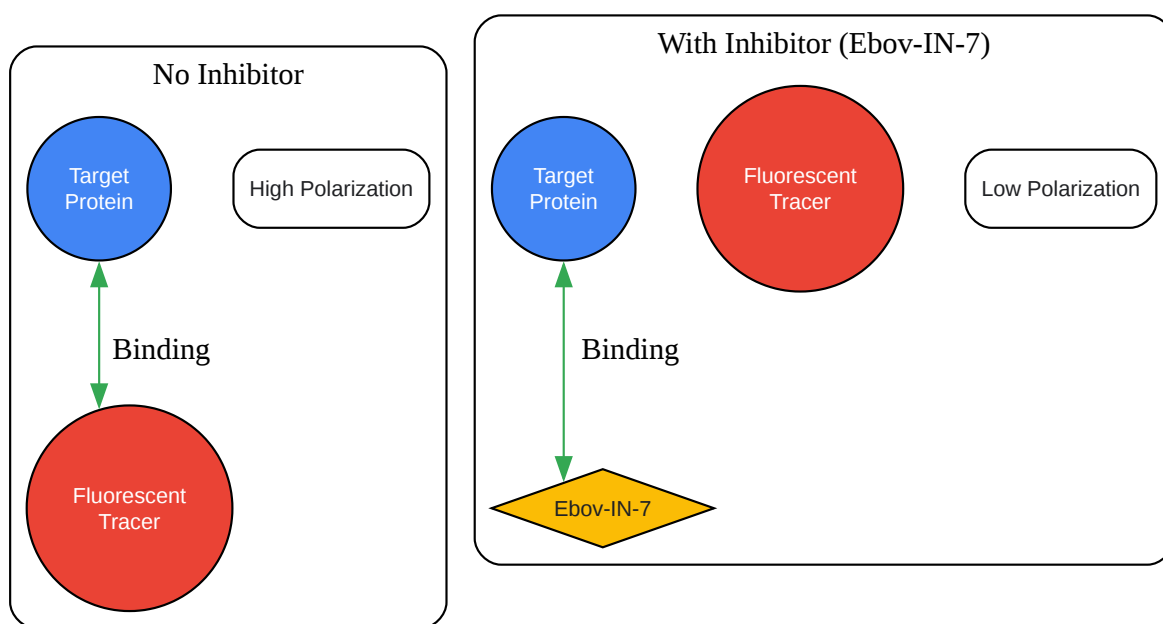 No Inhibitor
Target
Protein
High Polarization
Binding
Fluorescent
Tracer
With Inhibitor (Ebov-IN-7)
Target
Protein
Fluorescent
Tracer
Low Polarization
Binding
Ebov-IN-7